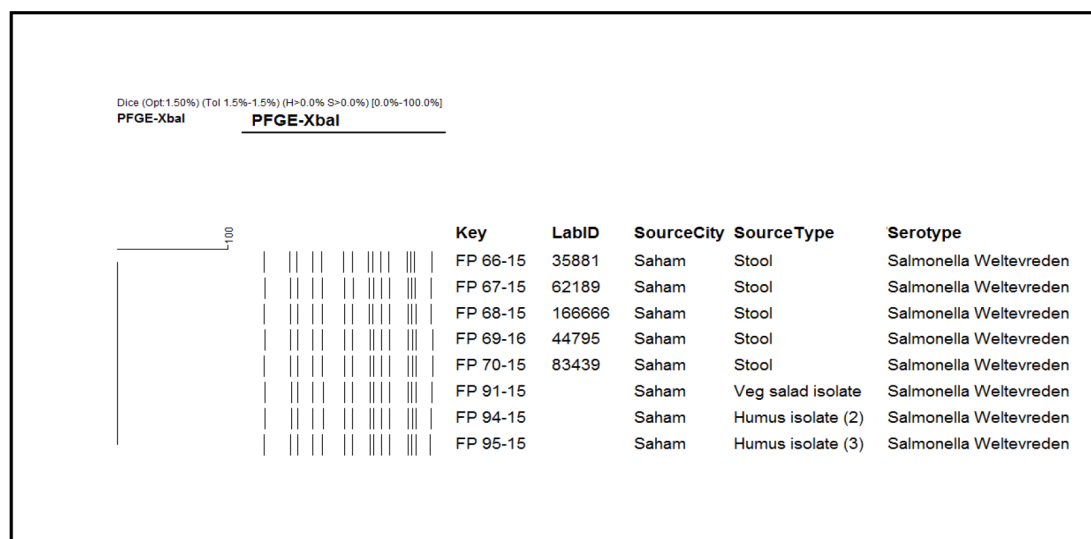 Dice (Opt:1.50%) (Tol 1.5%-1.5%) (H>0.0% S>0.0%) [0.0%-100.0%]
PFGE-XbaI PFGE-XbaI
100
Key LabID SourceCity SourceType Serotype
FP 66-15 35881 Saham Stool Salmonella Weltevreden
FP 67-15 62189 Saham Stool Salmonella Weltevreden
FP 68-15 166666 Saham Stool Salmonella Weltevreden
FP 69-16 44795 Saham Stool Salmonella Weltevreden
FP 70-15 83439 Saham Stool Salmonella Weltevreden
FP 91-15 Saham Veg salad isolate Salmonella Weltevreden
FP 94-15 Saham Humus isolate (2) Salmonella Weltevreden
FP 95-15 Saham Humus isolate (3) Salmonella Weltevreden